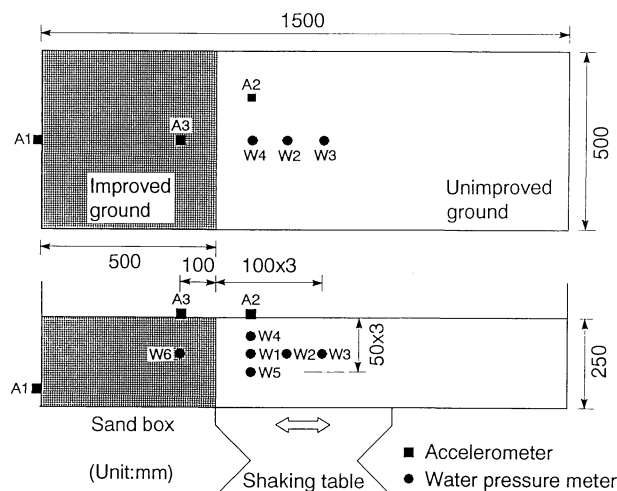 1500
A2
A3
A1
W4 W2 W3
500
Improved
ground
Unimproved
ground
500 100 100x3
A3 A2
W4
W6 W1 W2 W3
W5
50x3
250
A1
Sand box
(Unit:mm)
Shaking table
Accelerometer
Water pressure meter